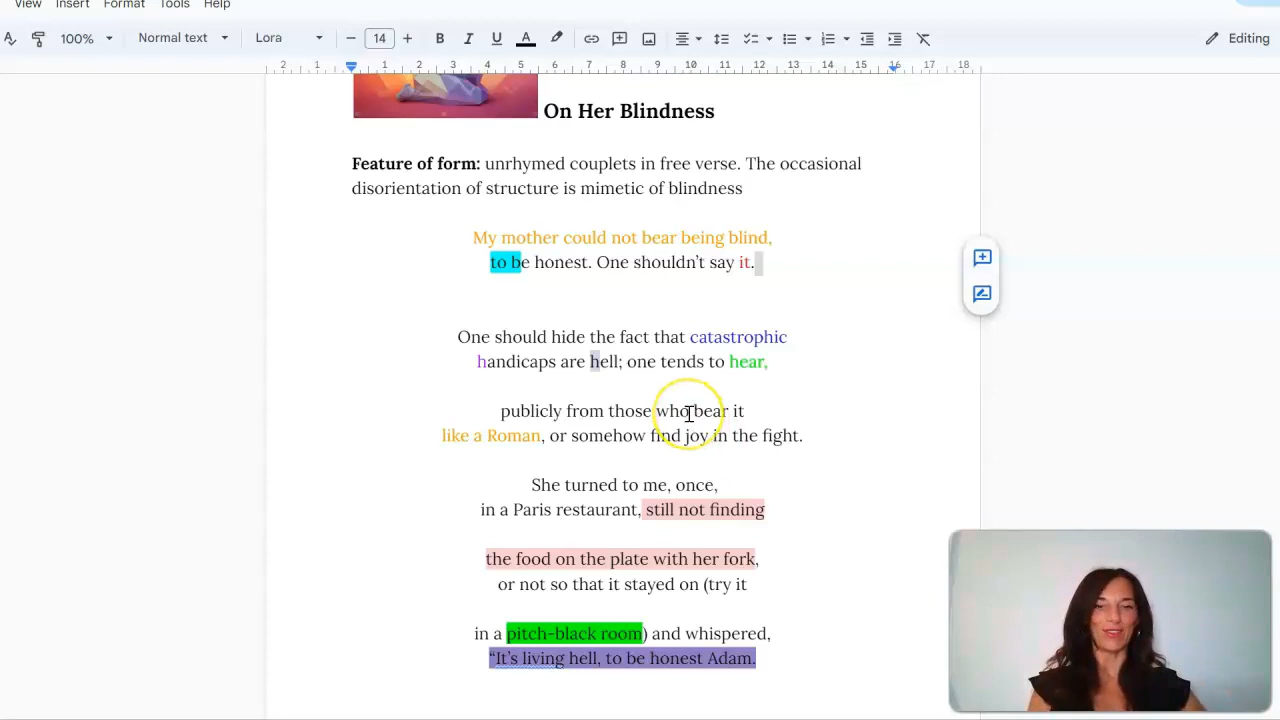 View Insert Format Tools Help
100% Normal text Lora − 14 + B I U A Editing
2 1 1 2 3 4 5 6 7 8 9 10 11 12 13 14 15 16 17 18
On Her Blindness
Feature of form: unrhymed couplets in free verse. The occasional
disorientation of structure is mimetic of blindness
My mother could not bear being blind,
to be honest. One shouldn't say it.
One should hide the fact that catastrophic
handicaps are hell; one tends to hear,
publicly from those who bear it
like a Roman, or somehow find joy in the fight.
She turned to me, once,
in a Paris restaurant, still not finding
the food on the plate with her fork,
or not so that it stayed on (try it
in a pitch-black room) and whispered,
“It's living hell, to be honest Adam.